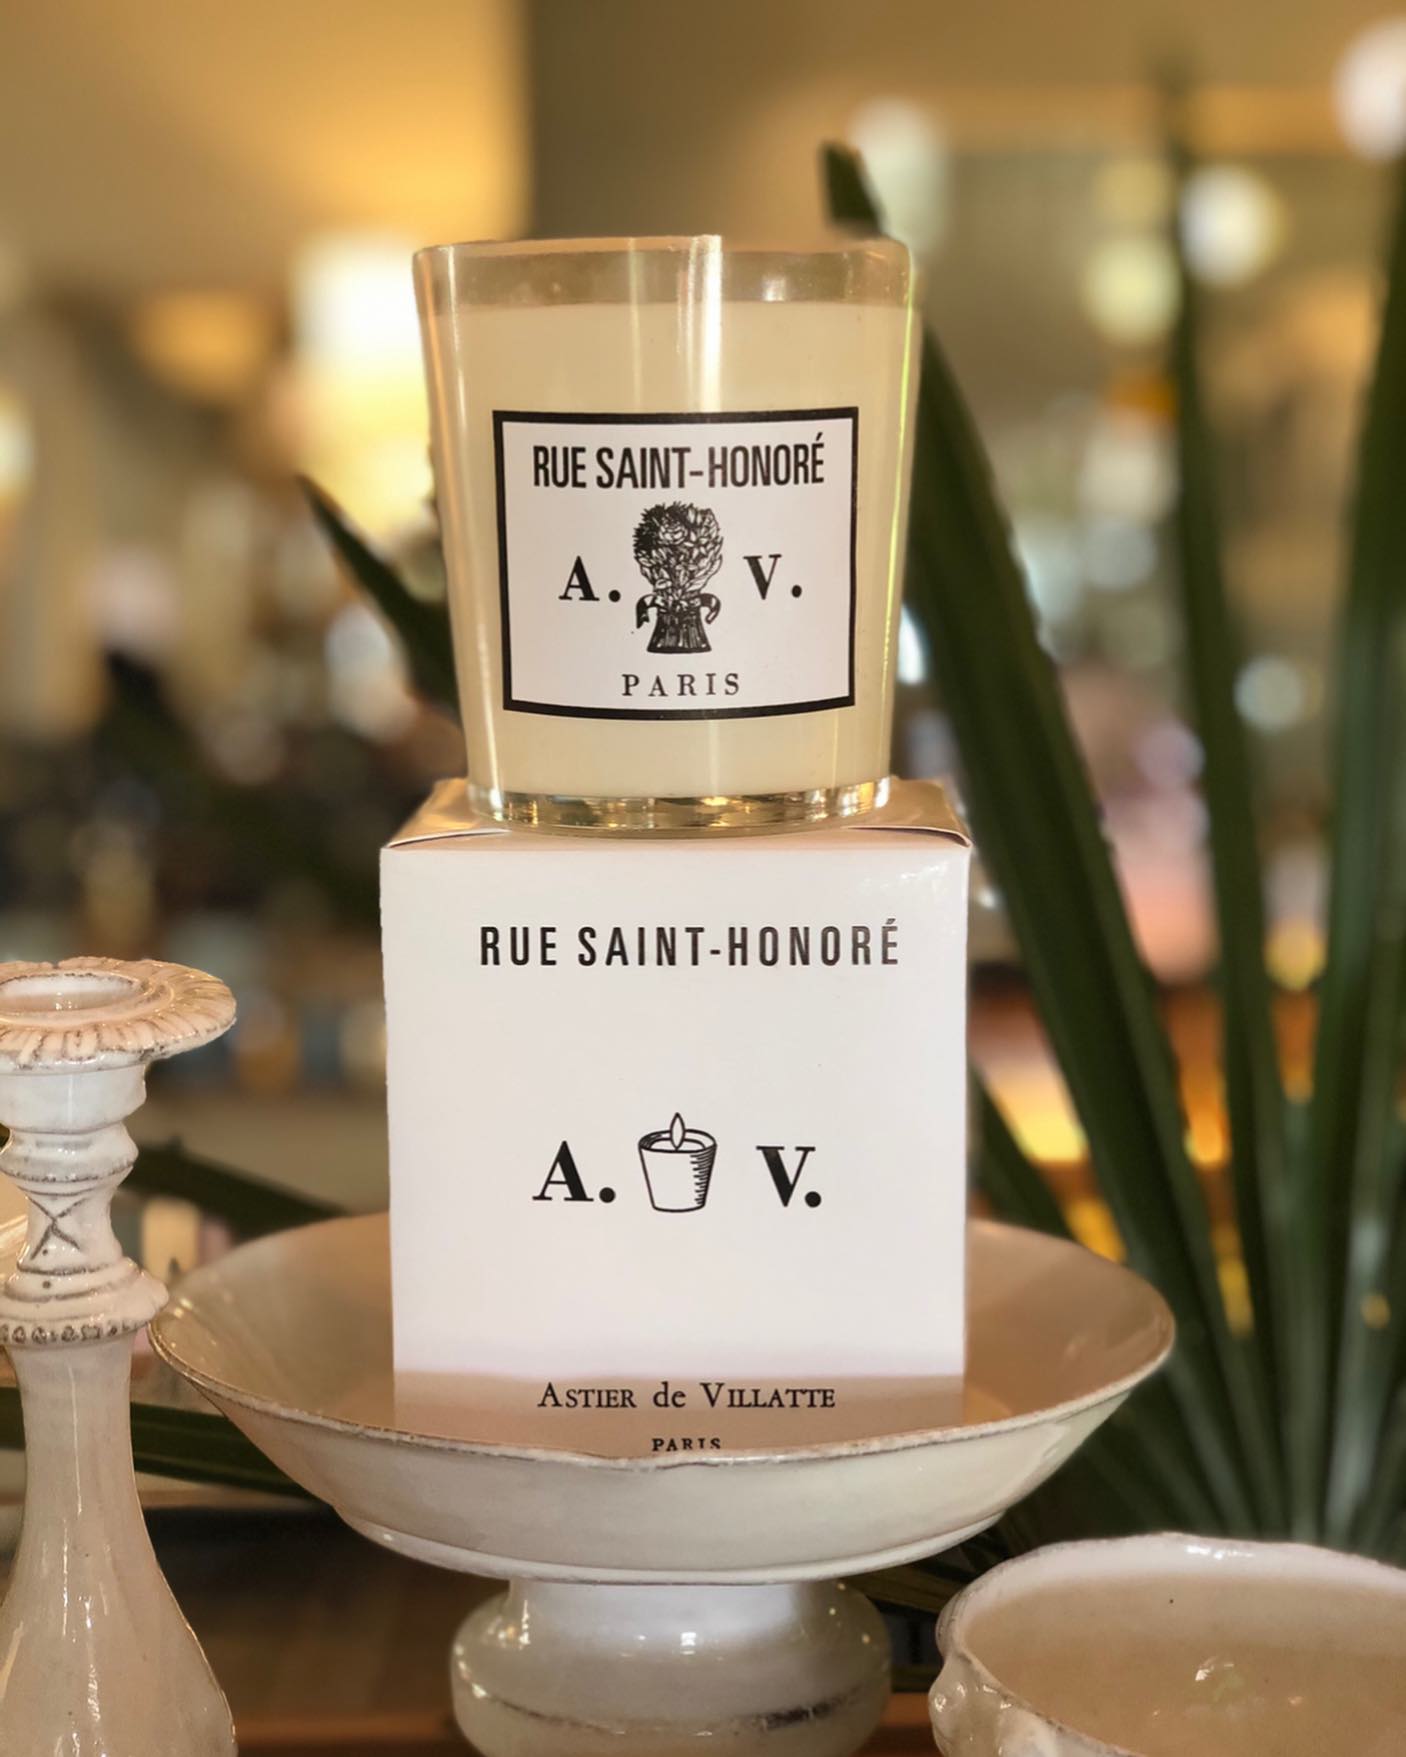 RUE SAINT-HONORÉ
A. V.
PARIS
RUE SAINT-HONORÉ
A. V.
ASTIER de VILLATTE
PARIS